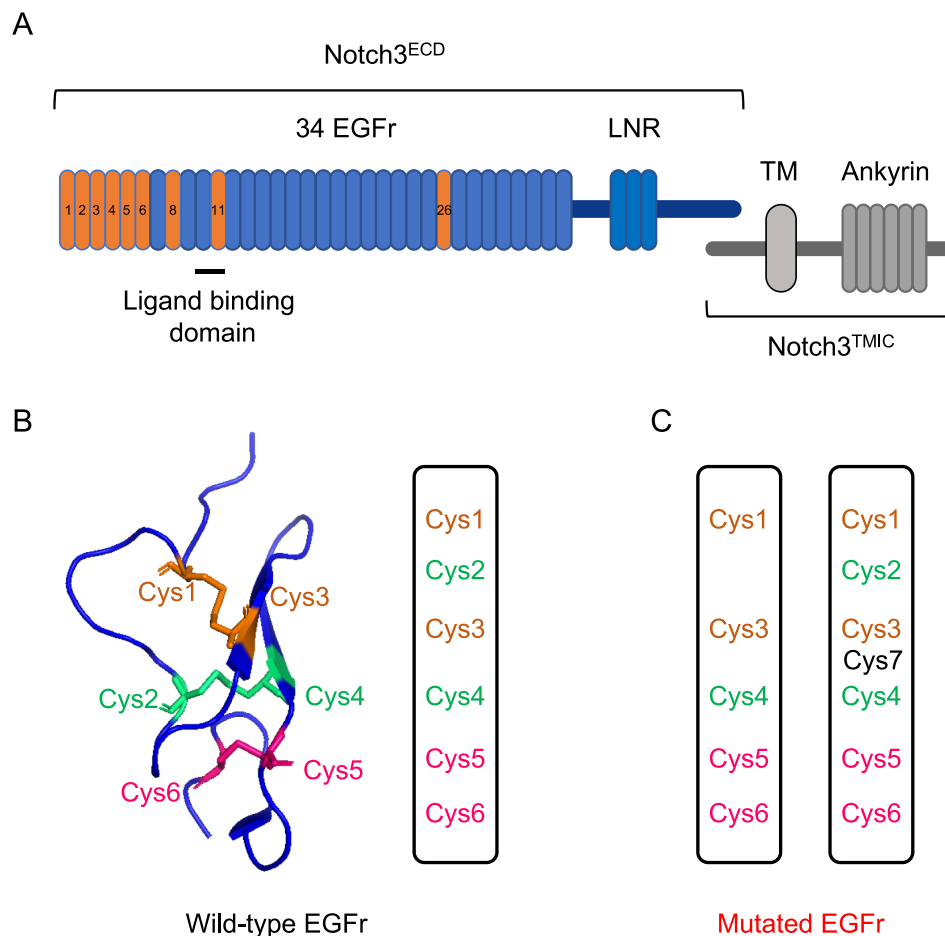 A
Notch3ECD
34 EGFr
LNR
TM
Ankyrin
1 2 3 4 5 6 8 11 26
Ligand binding
domain
Notch3TMIC
B
Cys1
Cys3
Cys2
Cys4
Cys5
Cys6
Cys1
Cys2
Cys3
Cys4
Cys5
Cys6
Wild-type EGFr
C
Cys1
Cys3
Cys4
Cys5
Cys6
Cys1
Cys2
Cys3
Cys7
Cys4
Cys5
Cys6
Mutated EGFr